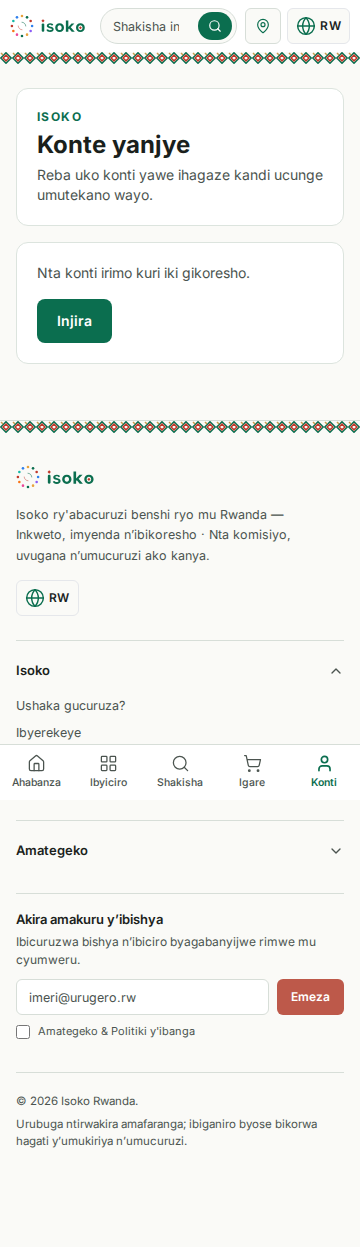 isoko
Shakisha in
RW
ISOKO
Konte yanjye
Reba uko konti yawe ihagaze kandi ucunge
umutekano wayo.
Nta konti irimo kuri iki gikoresho.
Injira
isoko
Isoko ry'abacuruzi benshi ryo mu Rwanda —
Inkweto, imyenda n'ibikoresho · Nta komisiyo,
uvugana n'umucuruzi ako kanya.
RW
Isoko
Ushaka gucuruza?
Ibyerekeye
Ahabanza
Ibyiciro
Shakisha
Igare
Konti
Amategeko
Akira amakuru y'ibishya
Ibicuruzwa bishya n'ibiciro byagabanyijwe rimwe mu
cyumweru.
imeri@urugero.rw
Emeza
Amategeko & Politiki y'ibanga
© 2026 Isoko Rwanda.
Urubuga ntirwakira amafaranga; ibiganiro byose bikorwa
hagati y'umukiriya n'umucuruzi.